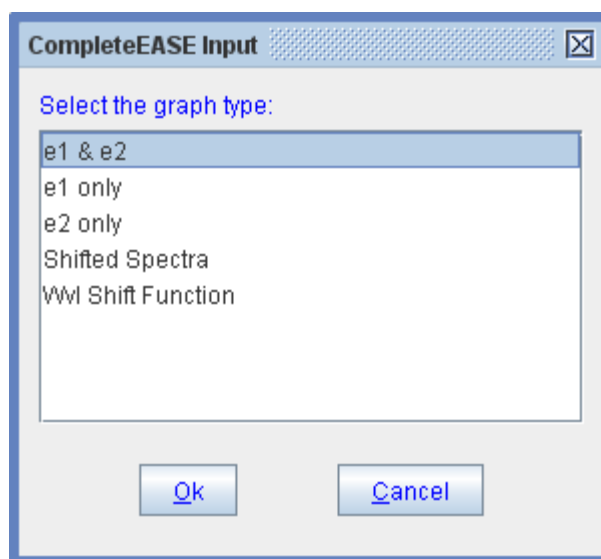 CompleteEASE Input
Select the graph type:
e1 & e2
e1 only
e2 only
Shifted Spectra
Wvl Shift Function
Ok
Cancel